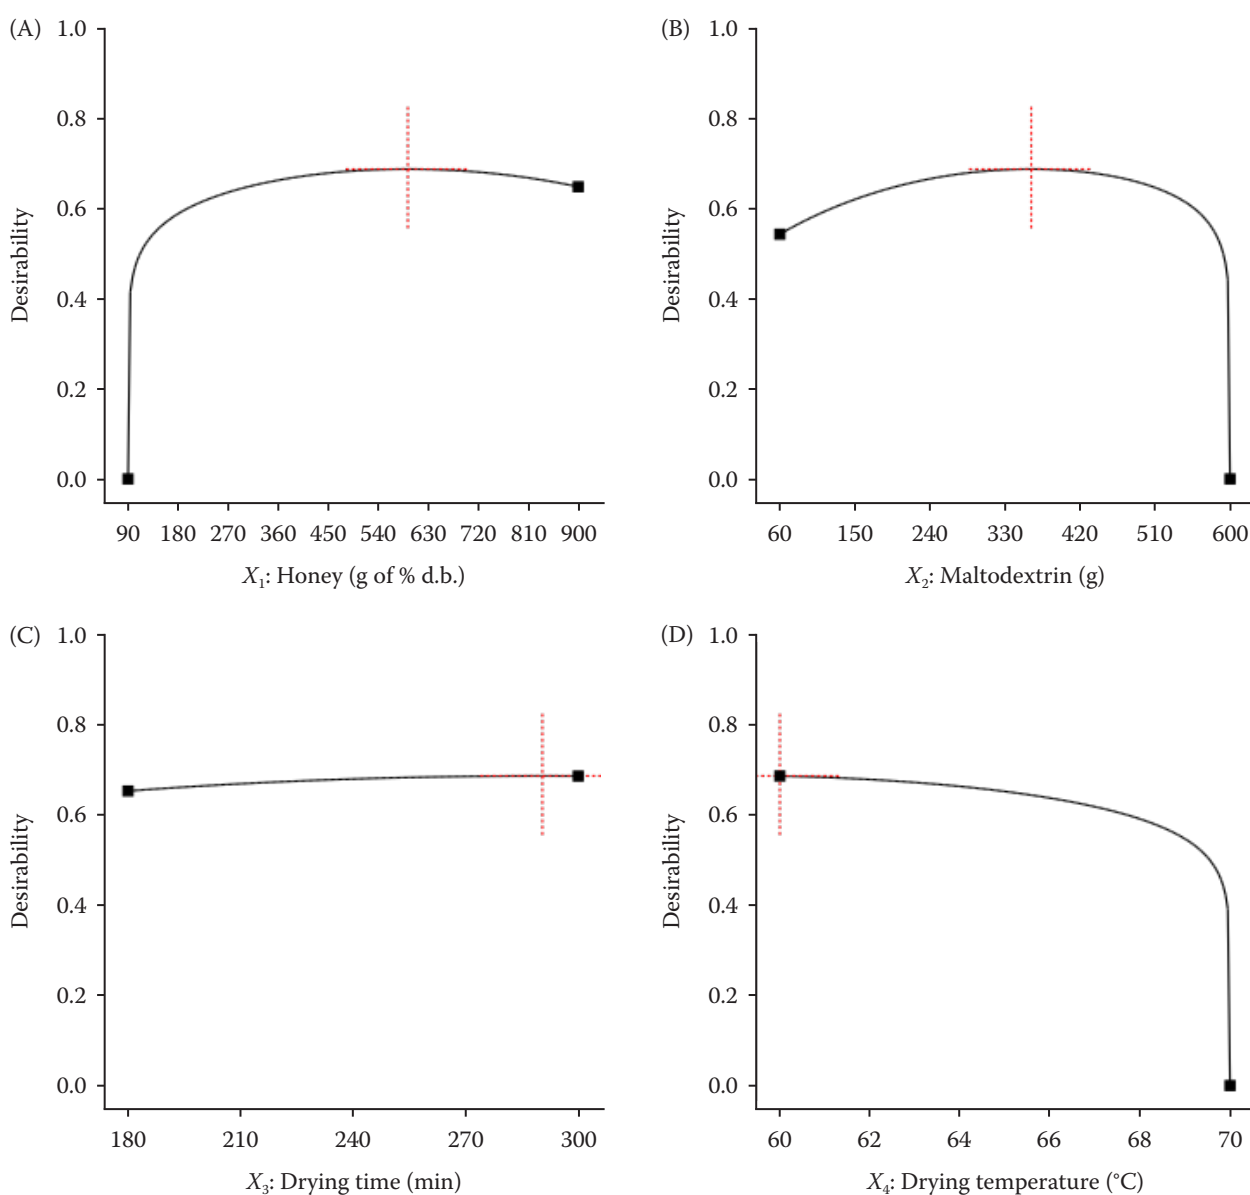 (A)
1.0
0.8
0.6
0.4
0.2
0.0
Desirability
90 180 270 360 450 540 630 720 810 900
X₁: Honey (g of % d.b.)
(B)
1.0
0.8
0.6
0.4
0.2
0.0
Desirability
60 150 240 330 420 510 600
X₂: Maltodextrin (g)
(C)
1.0
0.8
0.6
0.4
0.2
0.0
Desirability
180 210 240 270 300
X₃: Drying time (min)
(D)
1.0
0.8
0.6
0.4
0.2
0.0
Desirability
60 62 64 66 68 70
X₄: Drying temperature (°C)